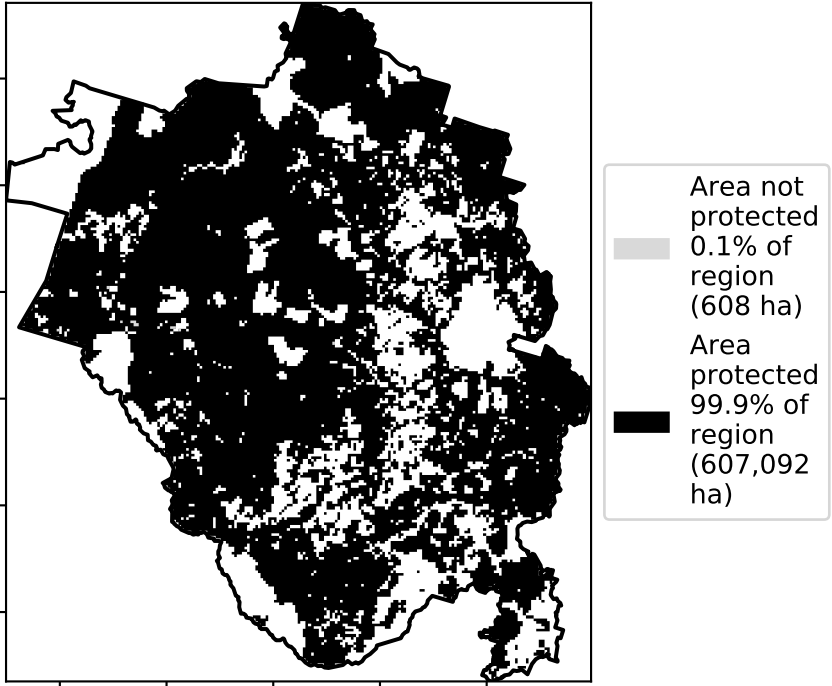 Area not
protected
0.1% of
region
(608 ha)
Area
protected
99.9% of
region
(607,092
ha)